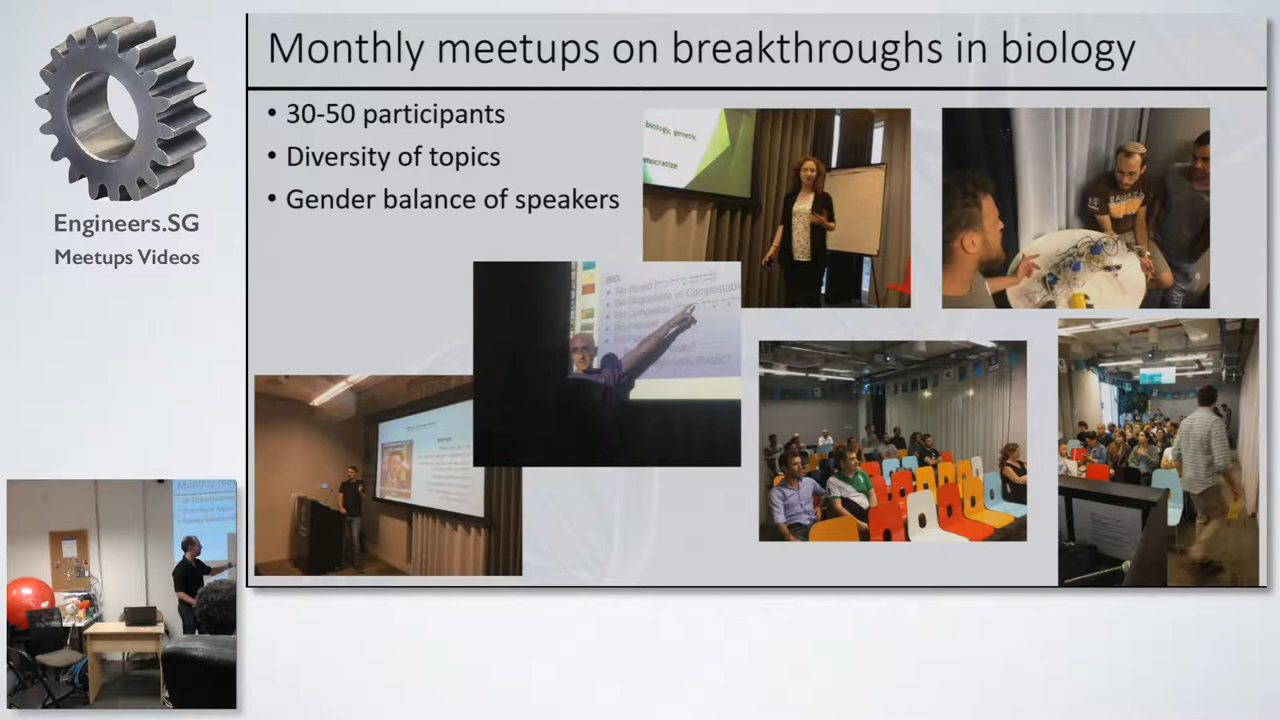 Engineers.SG
Meetups Videos
Monthly meetups on breakthroughs in biology
• 30-50 participants
• Diversity of topics
• Gender balance of speakers
biology, genetic
mocratize
BIO